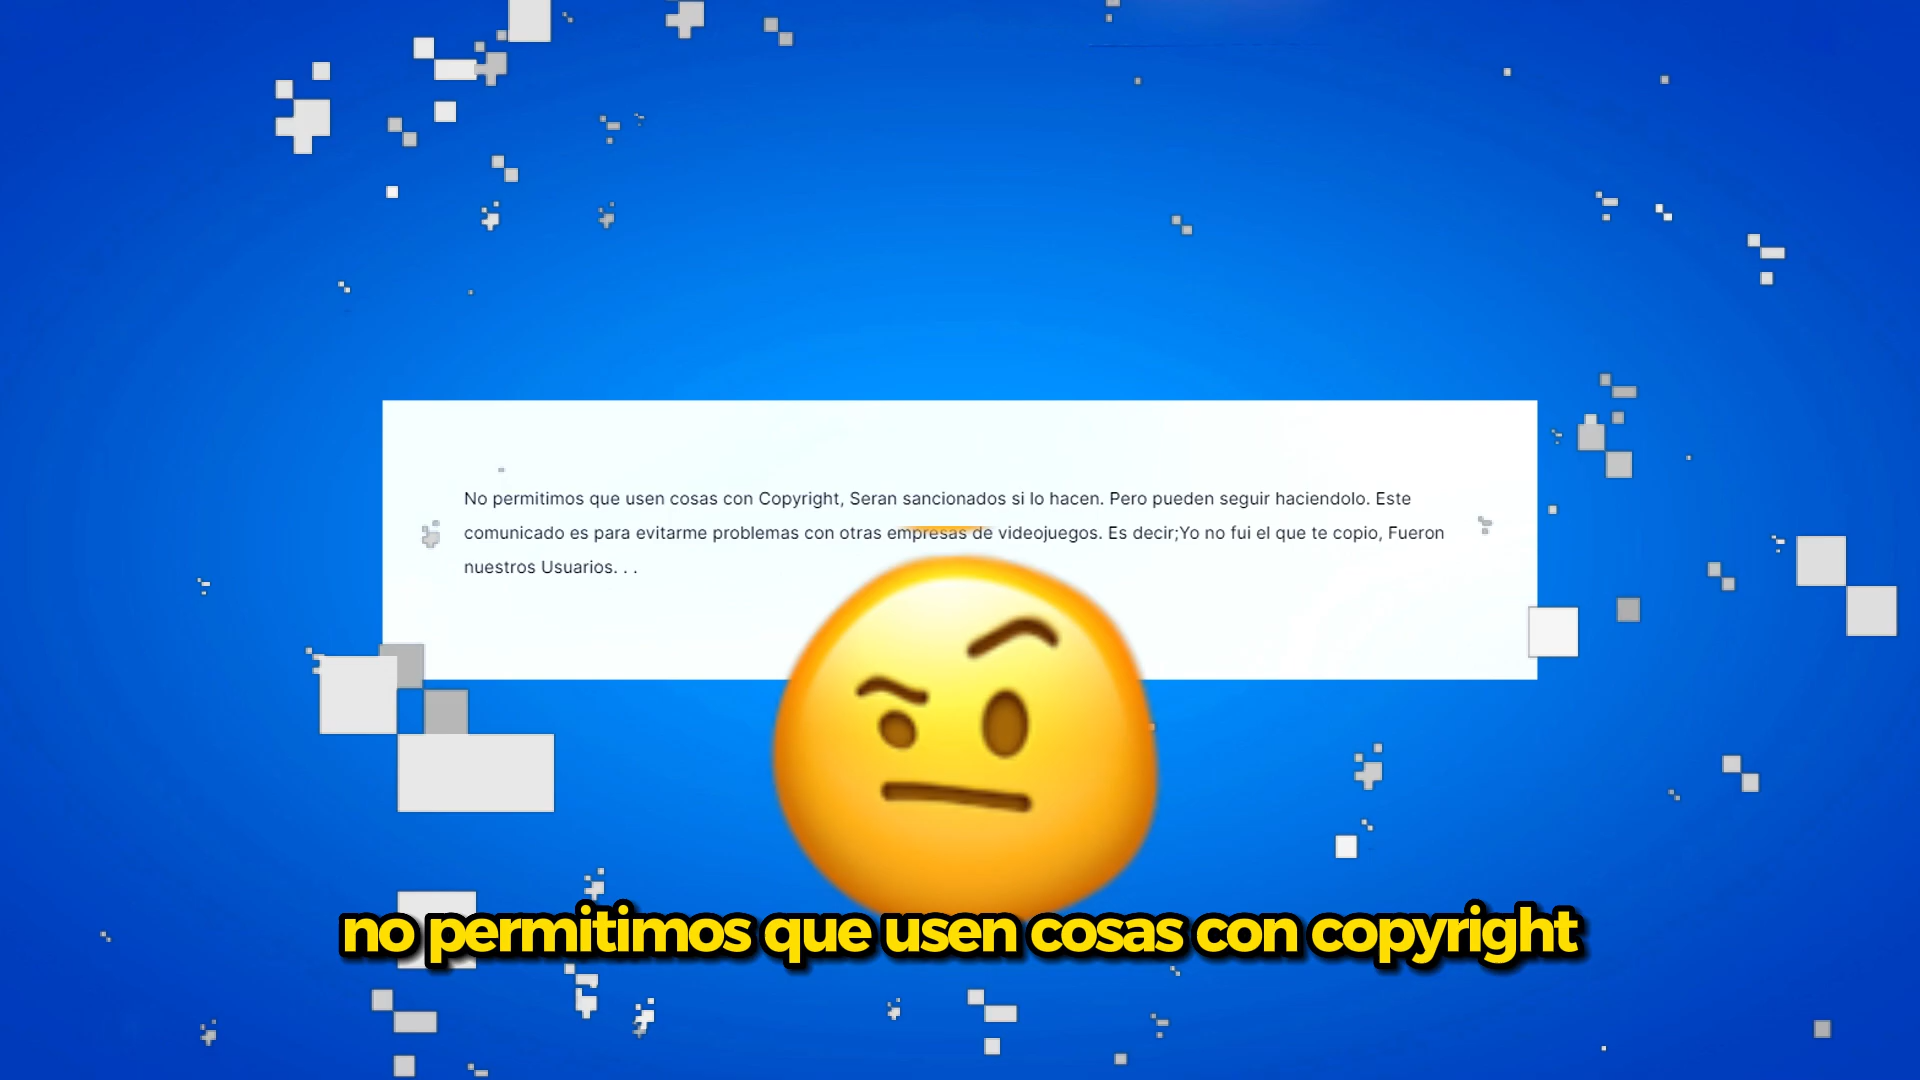 No permitimos que usen cosas con Copyright, Seran sancionados si lo hacen. Pero pueden seguir haciendolo. Este
comunicado es para evitarme problemas con otras empresas de videojuegos. Es decir;Yo no fui el que te copio, Fueron
nuestros Usuarios. . .
no permitimos que usen cosas con copyright